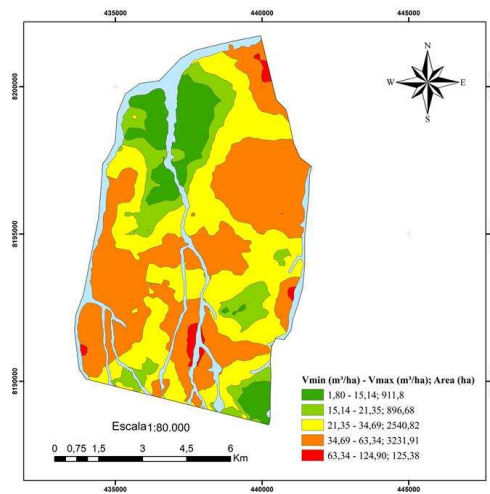 435000 440000 445000
N
W E
S
8200000
8195000
8190000
Vmin (m³/ha) - Vmax (m³/ha); Area (ha)
1,80 - 15,14; 911,8
15,14 - 21,35; 896,68
21,35 - 34,69; 2540,82
34,69 - 63,34; 3231,91
63,34 - 124,90; 125,38
Escala1:80.000
0 0,75 1,5 3 4,5 6
Km
435000 440000 445000